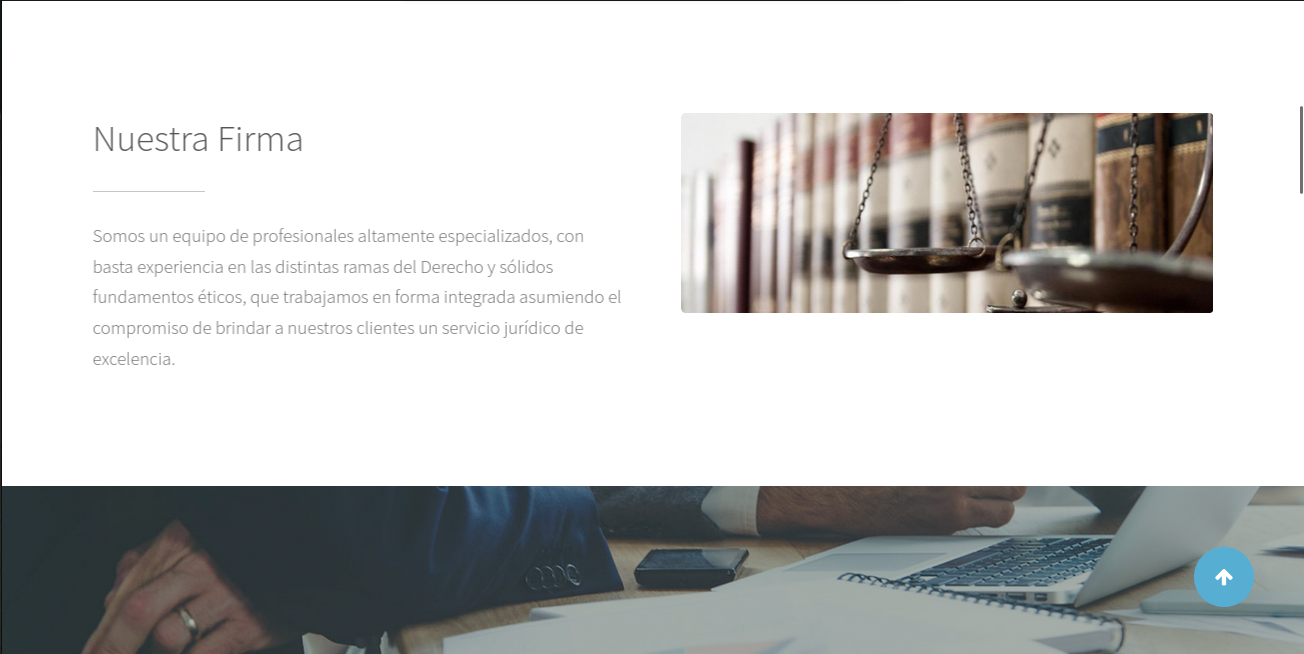 Nuestra Firma
Somos un equipo de profesionales altamente especializados, con
basta experiencia en las distintas ramas del Derecho y sólidos
fundamentos éticos, que trabajamos en forma integrada asumiendo el
compromiso de brindar a nuestros clientes un servicio jurídico de
excelencia.